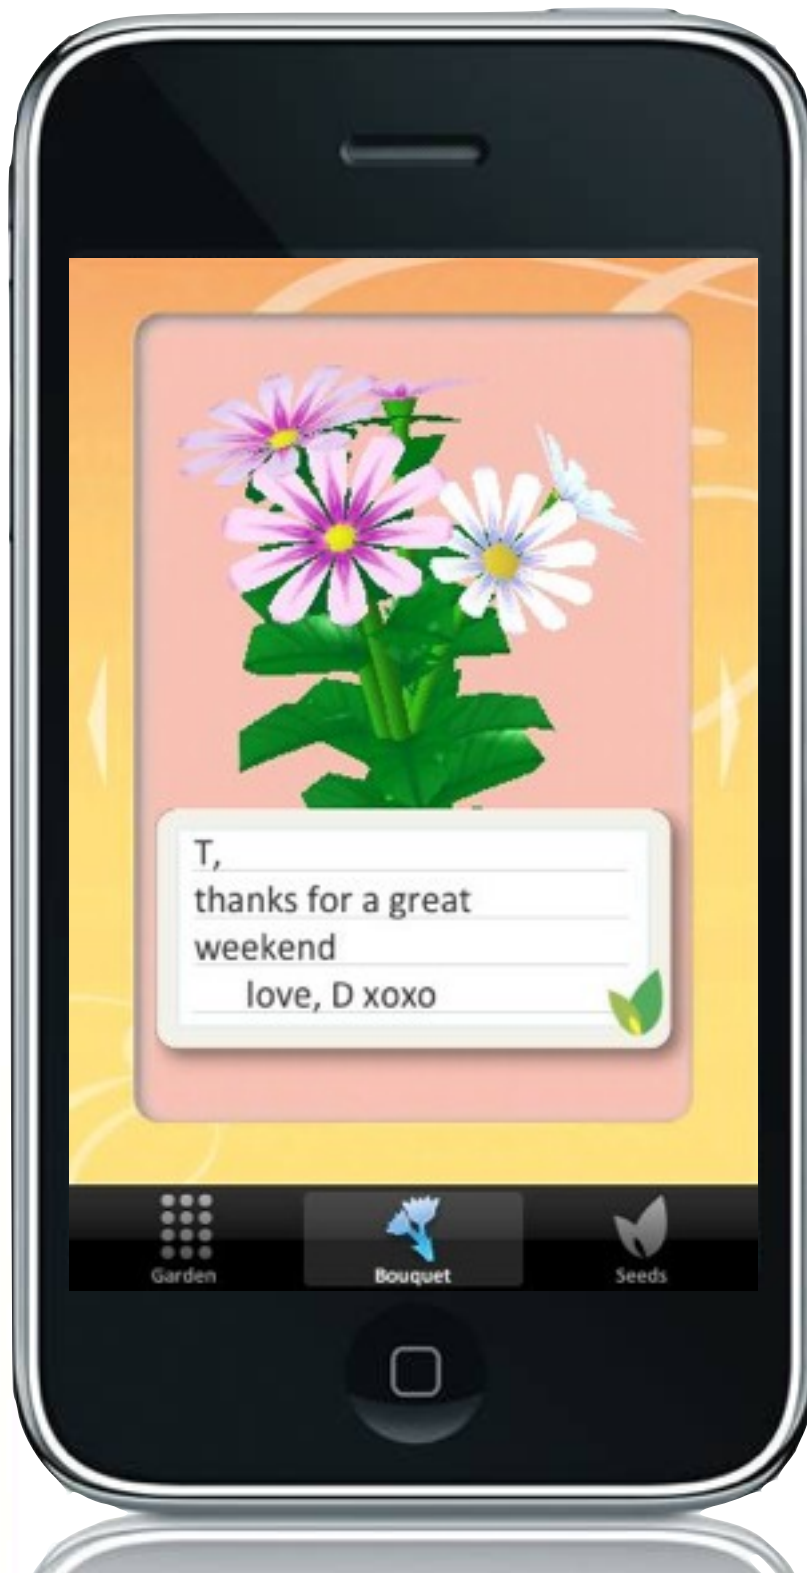 T,
thanks for a great
weekend
love, D xoxo
Garden
Bouquet
Seeds